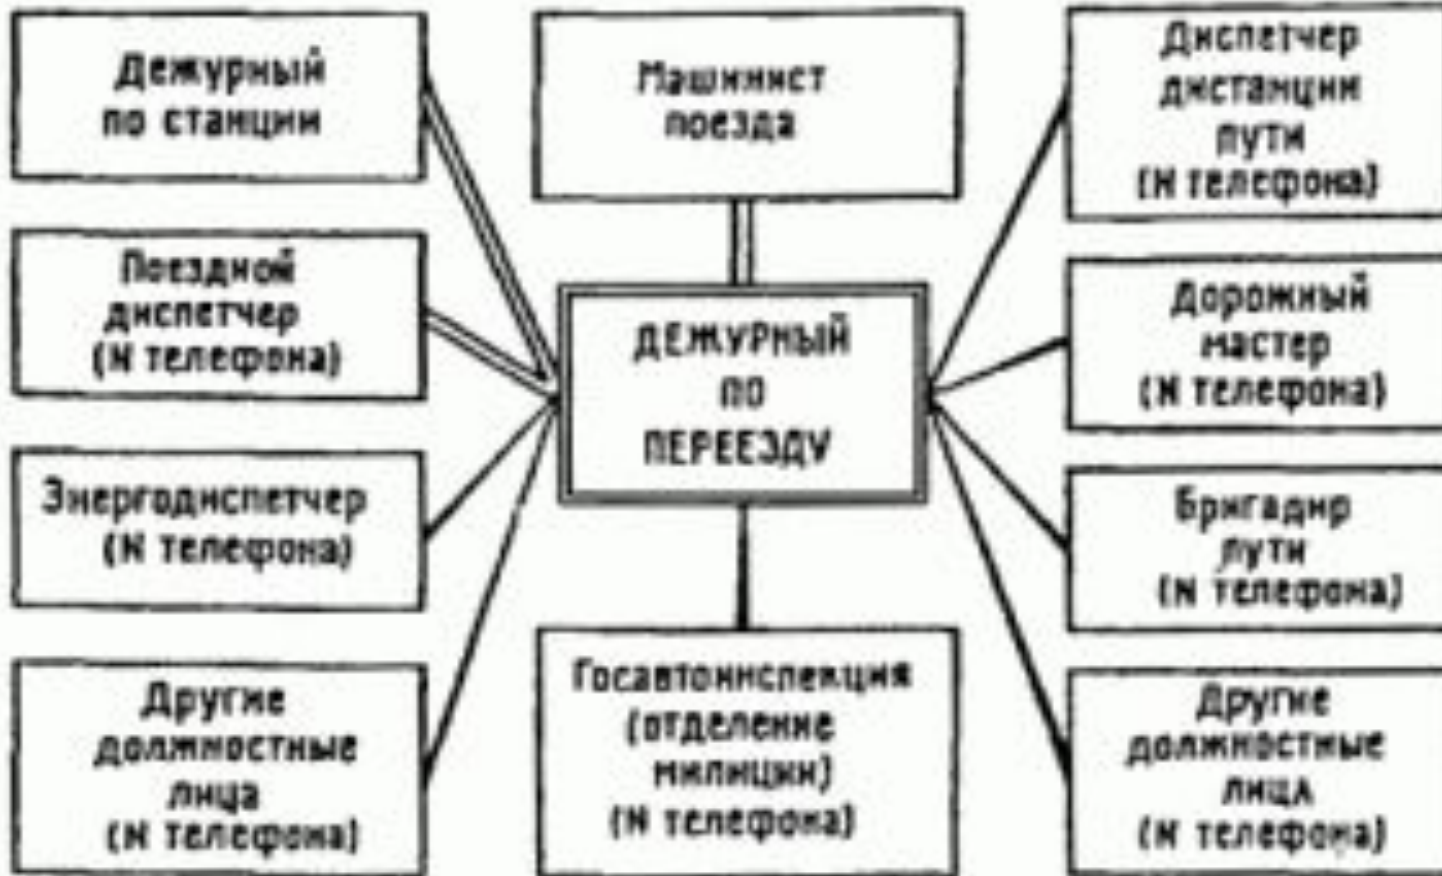 Дежурный
по станции
Машинист
поезда
Диспетчер
дистанции
пути
(N телефона)
Поездной
диспетчер
(N телефона)
ДЕЖУРНЫЙ
ПО
ПЕРЕЕЗДУ
Дорожный
мастер
(N телефона)
Энергодиспетчер
(N телефона)
Бригадир
пути
(N телефона)
Другие
должностные
лица
(N телефона)
Госавтоинспекция
(отделение
милиции)
(N телефона)
Другие
должностные
лица
(N телефона)